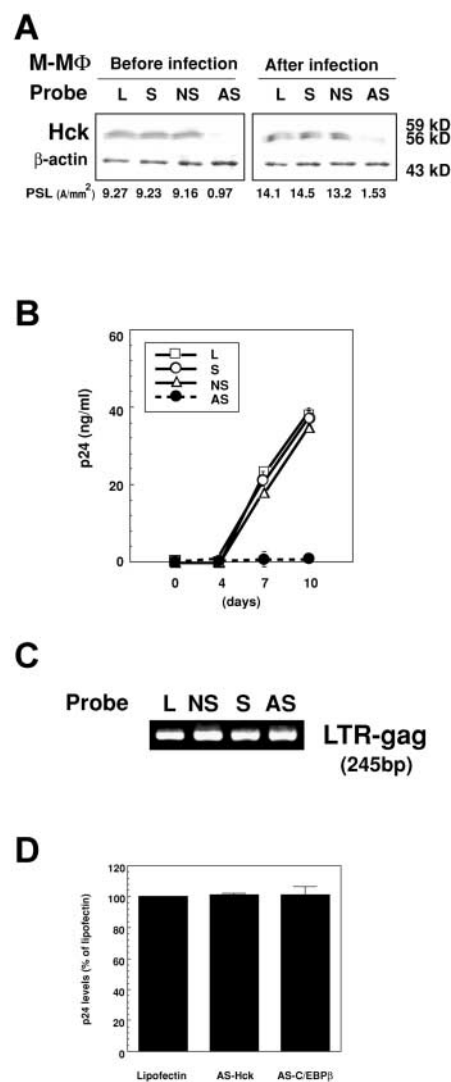 A
M-MΦ Before infection After infection
Probe L S NS AS L S NS AS
Hck 59 kD
56 kD
β-actin 43 kD
PSL (A/mm²) 9.27 9.23 9.16 0.97 14.1 14.5 13.2 1.53
B
60
40
20
0
p24 (ng/ml)
L
S
NS
AS
0 4 7 10
(days)
C
Probe L NS S AS
LTR-gag
(245bp)
D
120
100
80
60
40
20
0
p24 levels (% of lipofectin)
Lipofectin AS-Hck AS-C/EBPβ